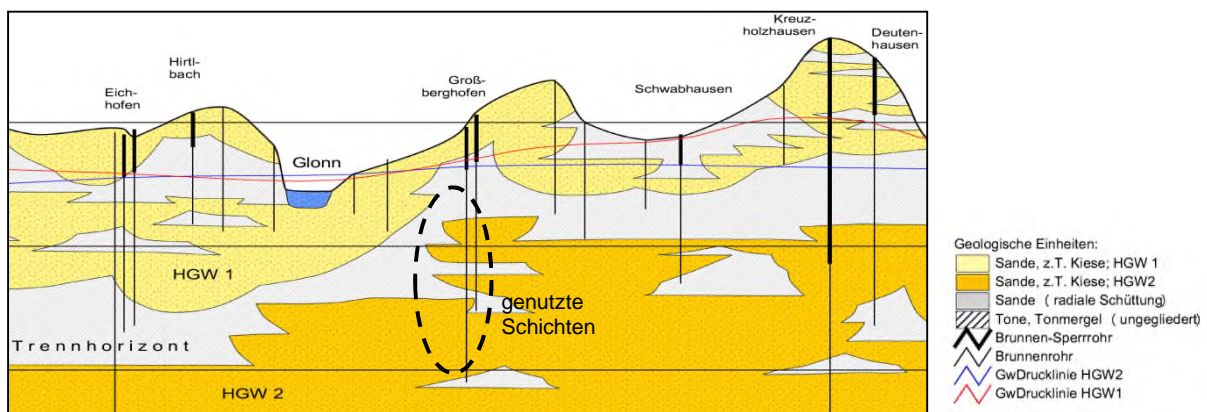 Kreuz-
holzhausen
Deuten-
hausen
Hirtl-
bach
Groß-
berghofen
Eich-
hofen
Schwabhausen
Glonn
HGW 1
genutzte
Schichten
Trennhorizont
HGW 2
Geologische Einheiten:
Sande, z.T. Kiese; HGW 1
Sande, z.T. Kiese; HGW2
Sande ( radiale Schüttung)
Tone, Tonmergel ( ungegliedert)
Brunnen-Sperrrohr
Brunnenrohr
GwDrucklinie HGW2
GwDrucklinie HGW1